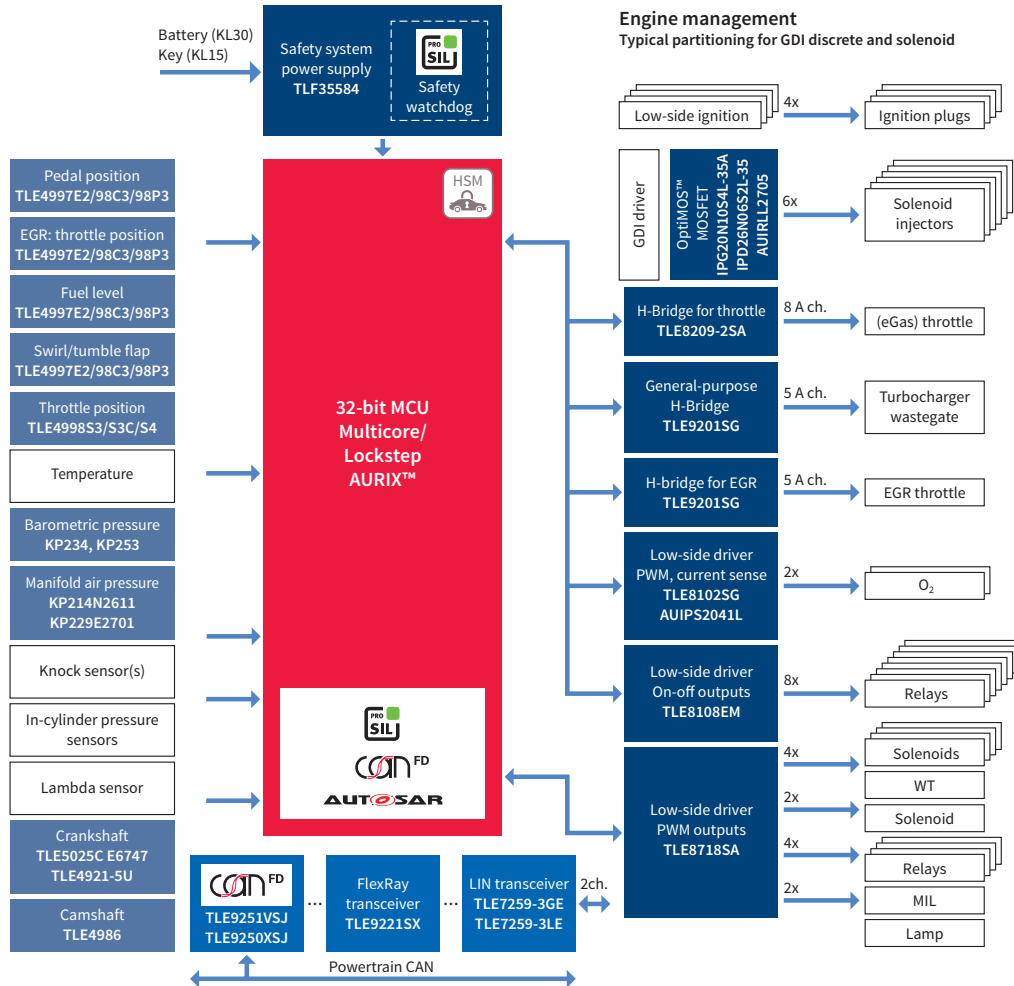 Engine management
Typical partitioning for GDI discrete and solenoid
Battery (KL30)
Key (KL15)
Safety system
power supply
TLF35584
PRO
SIL
Safety
watchdog
Pedal position
TLE4997E2/98C3/98P3
EGR: throttle position
TLE4997E2/98C3/98P3
Fuel level
TLE4997E2/98C3/98P3
Swirl/tumble flap
TLE4997E2/98C3/98P3
Throttle position
TLE4998S3/S3C/S4
Temperature
Barometric pressure
KP234, KP253
Manifold air pressure
KP214N2611
KP229E2701
Knock sensor(s)
In-cylinder pressure
sensors
Lambda sensor
Crankshaft
TLE5025C E6747
TLE4921-5U
Camshaft
TLE4986
HSM
32-bit MCU
Multicore/
Lockstep
AURIX™
PRO
SIL
CAN FD
AUTOSAR
CAN FD
TLE9251VSJ
TLE9250XSJ
...
FlexRay
transceiver
TLE9221SX
...
LIN transceiver
TLE7259-3GE
TLE7259-3LE
2ch.
Powertrain CAN
Low-side ignition
4x
Ignition plugs
GDI driver
OptiMOS™
MOSFET
IPG20N10S4L-35A
IPD26N06S2L-35
AUIRLL2705
6x
Solenoid
injectors
H-Bridge for throttle
TLE8209-2SA
8 A ch.
(eGas) throttle
General-purpose
H-Bridge
TLE9201SG
5 A ch.
Turbocharger
wastegate
H-bridge for EGR
TLE9201SG
5 A ch.
EGR throttle
Low-side driver
PWM, current sense
TLE8102SG
AUIPS2041L
2x
O₂
Low-side driver
On-off outputs
TLE8108EM
8x
Relays
Low-side driver
PWM outputs
TLE8718SA
4x
Solenoids
WT
2x
Solenoid
4x
Relays
2x
MIL
Lamp